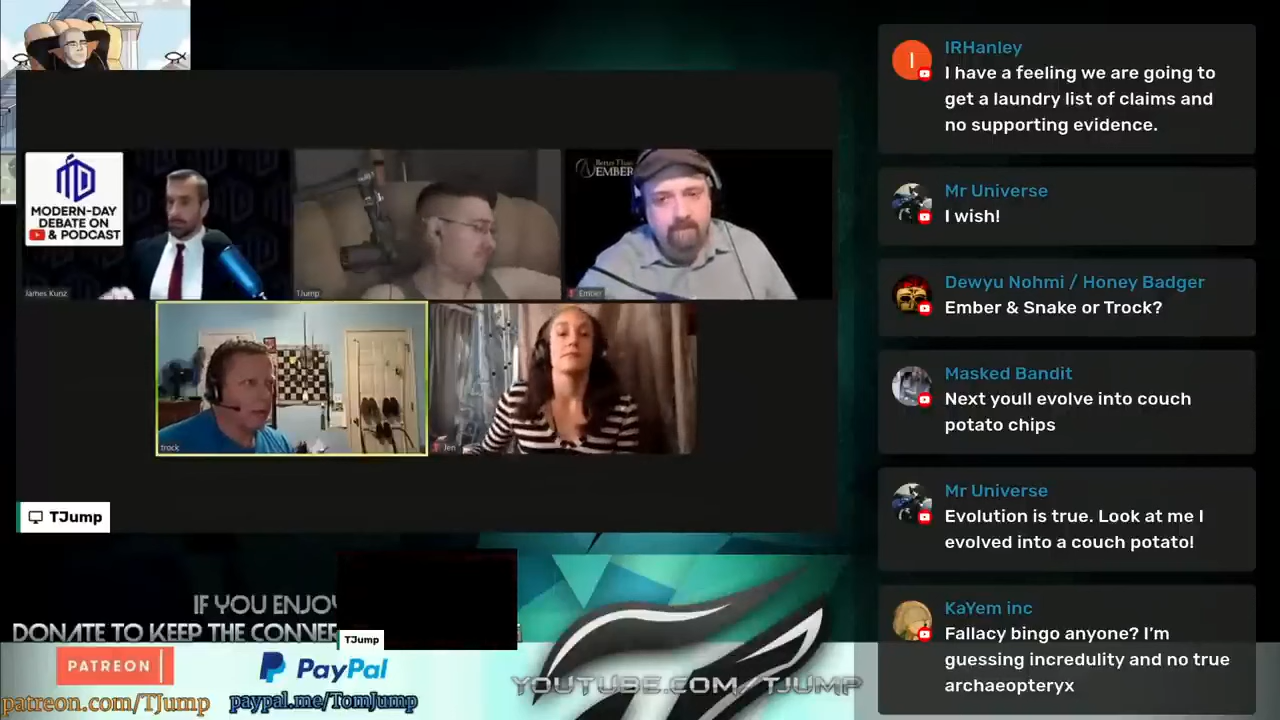 MODERN-DAY
DEBATE ON
& PODCAST
James Kunz
TJump
EMBER
Ember
trock
Jen
TJump
IF YOU ENJOY
DONATE TO KEEP THE CONVER
TJump
PATREON
PayPal
patreon.com/TJump
paypal.me/TomJump
YOUTUBE.COM/TJUMP
IRHanley
I have a feeling we are going to
get a laundry list of claims and
no supporting evidence.
Mr Universe
I wish!
Dewyu Nohmi / Honey Badger
Ember & Snake or Trock?
Masked Bandit
Next youll evolve into couch
potato chips
Mr Universe
Evolution is true. Look at me I
evolved into a couch potato!
KaYem inc
Fallacy bingo anyone? I'm
guessing incredulity and no true
archaeopteryx